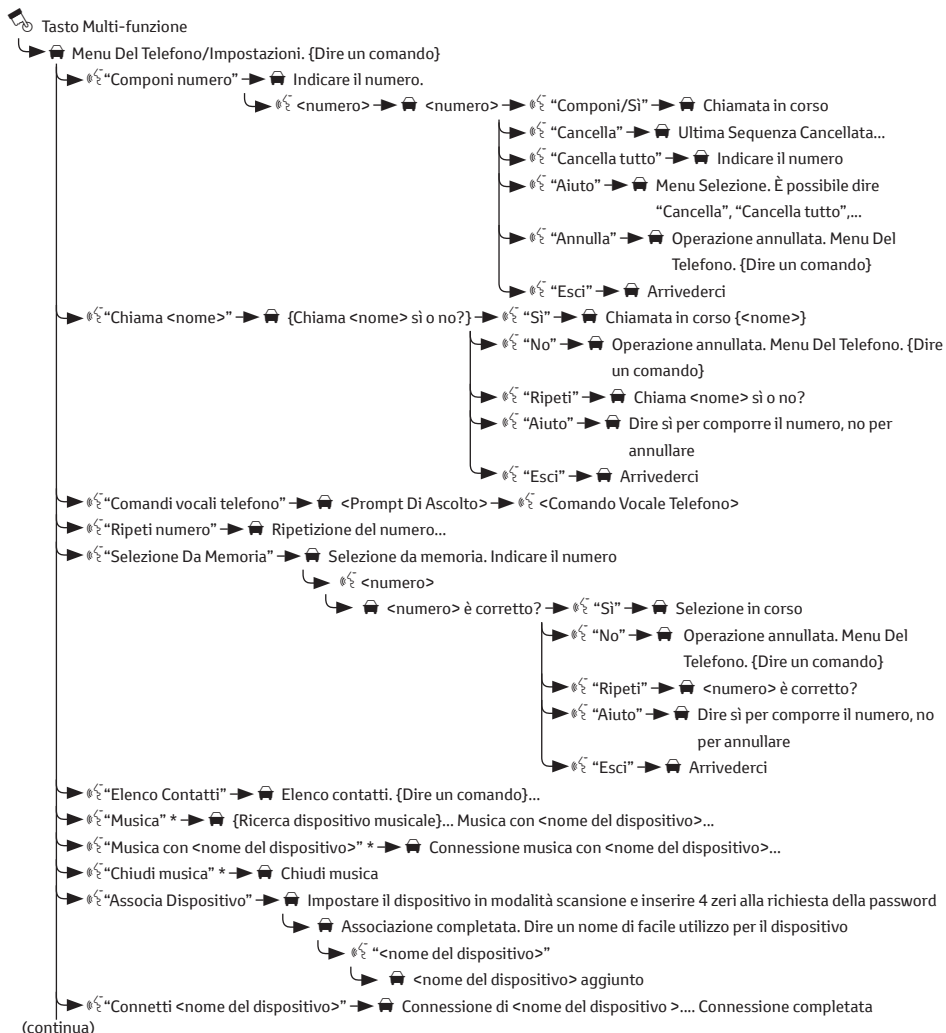 Tasto Multi-funzione
Menu Del Telefono/Impostazioni. {Dire un comando}
“Componi numero” Indicare il numero.
<numero> <numero> “Componi/Sì” Chiamata in corso
“Cancella” Ultima Sequenza Cancellata...
“Cancella tutto” Indicare il numero
“Aiuto” Menu Selezione. È possibile dire
“Cancella”, “Cancella tutto”,...
“Annulla” Operazione annullata. Menu Del
Telefono. {Dire un comando}
“Esci” Arrivederci
“Chiama <nome>” {Chiama <nome> sì o no?} “Sì” Chiamata in corso {<nome>}
“No” Operazione annullata. Menu Del Telefono. {Dire
un comando}
“Ripeti” Chiama <nome> sì o no?
“Aiuto” Dire sì per comporre il numero, no per
annullare
“Esci” Arrivederci
“Comandi vocali telefono” <Prompt Di Ascolto> <Comando Vocale Telefono>
“Ripeti numero” Ripetizione del numero...
“Selezione Da Memoria” Selezione da memoria. Indicare il numero
<numero>
<numero> è corretto? “Sì” Selezione in corso
“No” Operazione annullata. Menu Del
Telefono. {Dire un comando}
“Ripeti” <numero> è corretto?
“Aiuto” Dire sì per comporre il numero, no
per annullare
“Esci” Arrivederci
“Elenco Contatti” Elenco contatti. {Dire un comando}...
“Musica” * {Ricerca dispositivo musicale}... Musica con <nome del dispositivo>...
“Musica con <nome del dispositivo>” * Connessione musica con <nome del dispositivo>...
“Chiudi musica” * Chiudi musica
“Associa Dispositivo” Impostare il dispositivo in modalità scansione e inserire 4 zeri alla richiesta della password
Associazione completata. Dire un nome di facile utilizzo per il dispositivo
“<nome del dispositivo>”
<nome del dispositivo> aggiunto
“Connetti <nome del dispositivo>” Connessione di <nome del dispositivo >.... Connessione completata
(continua)